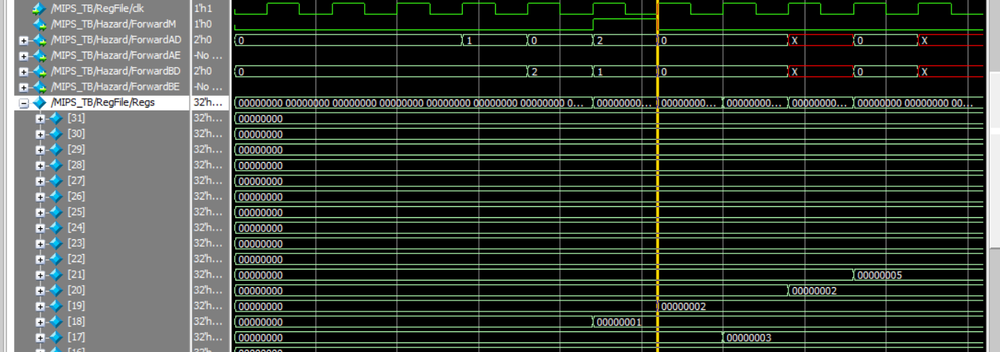 /MIPS_TB/RegFile/clk 1'h1
/MIPS_TB/Hazard/ForwardM 1'h0
/MIPS_TB/Hazard/ForwardAD 2'h0 0 1 0 2 0 X 0 X
/MIPS_TB/Hazard/ForwardAE -No ...
/MIPS_TB/Hazard/ForwardBD 2'h0 0 2 1 0 X 0 X
/MIPS_TB/Hazard/ForwardBE -No ...
/MIPS_TB/RegFile/Regs 32'h... 00000000 00000000 00000000 00000000 00000000 00000000 00000000 0... 00000000... 00000000... 00000000... 00000000... 00000000 00000000 00...
[31] 32'h... 00000000
[30] 32'h... 00000000
[29] 32'h... 00000000
[28] 32'h... 00000000
[27] 32'h... 00000000
[26] 32'h... 00000000
[25] 32'h... 00000000
[24] 32'h... 00000000
[23] 32'h... 00000000
[22] 32'h... 00000000
[21] 32'h... 00000000 00000005
[20] 32'h... 00000000 00000002
[19] 32'h... 00000000 00000002
[18] 32'h... 00000000 00000001
[17] 32'h... 00000000 00000003